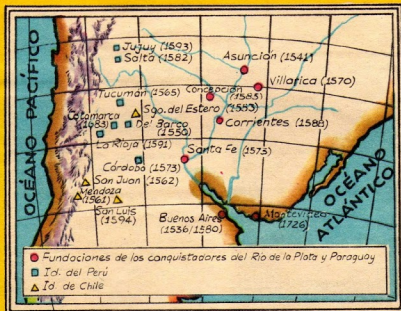 OCÉANO PACÍFICO
Jujuy (1593)
Salta (1582)
Asunción (1541)
Tucumán (1565)
Concepción
(1585)
Villarica (1570)
Catamarca
(1683)
Sgo. del Estero
(1553)
Del Barco
(1550)
Corrientes (1588)
La Rioja (1591)
Córdoba
(1573)
Santa Fe (1573)
San Juan (1562)
Mendoza
(1561)
San Luis
(1594)
Buenos Aires
(1536/1580)
Montevideo
(1726)
OCÉANO
ATLÁNTICO
Fundaciones de los conquistadores del Río de la Plata y Paraguay
Id. del Perú
Id. de Chile